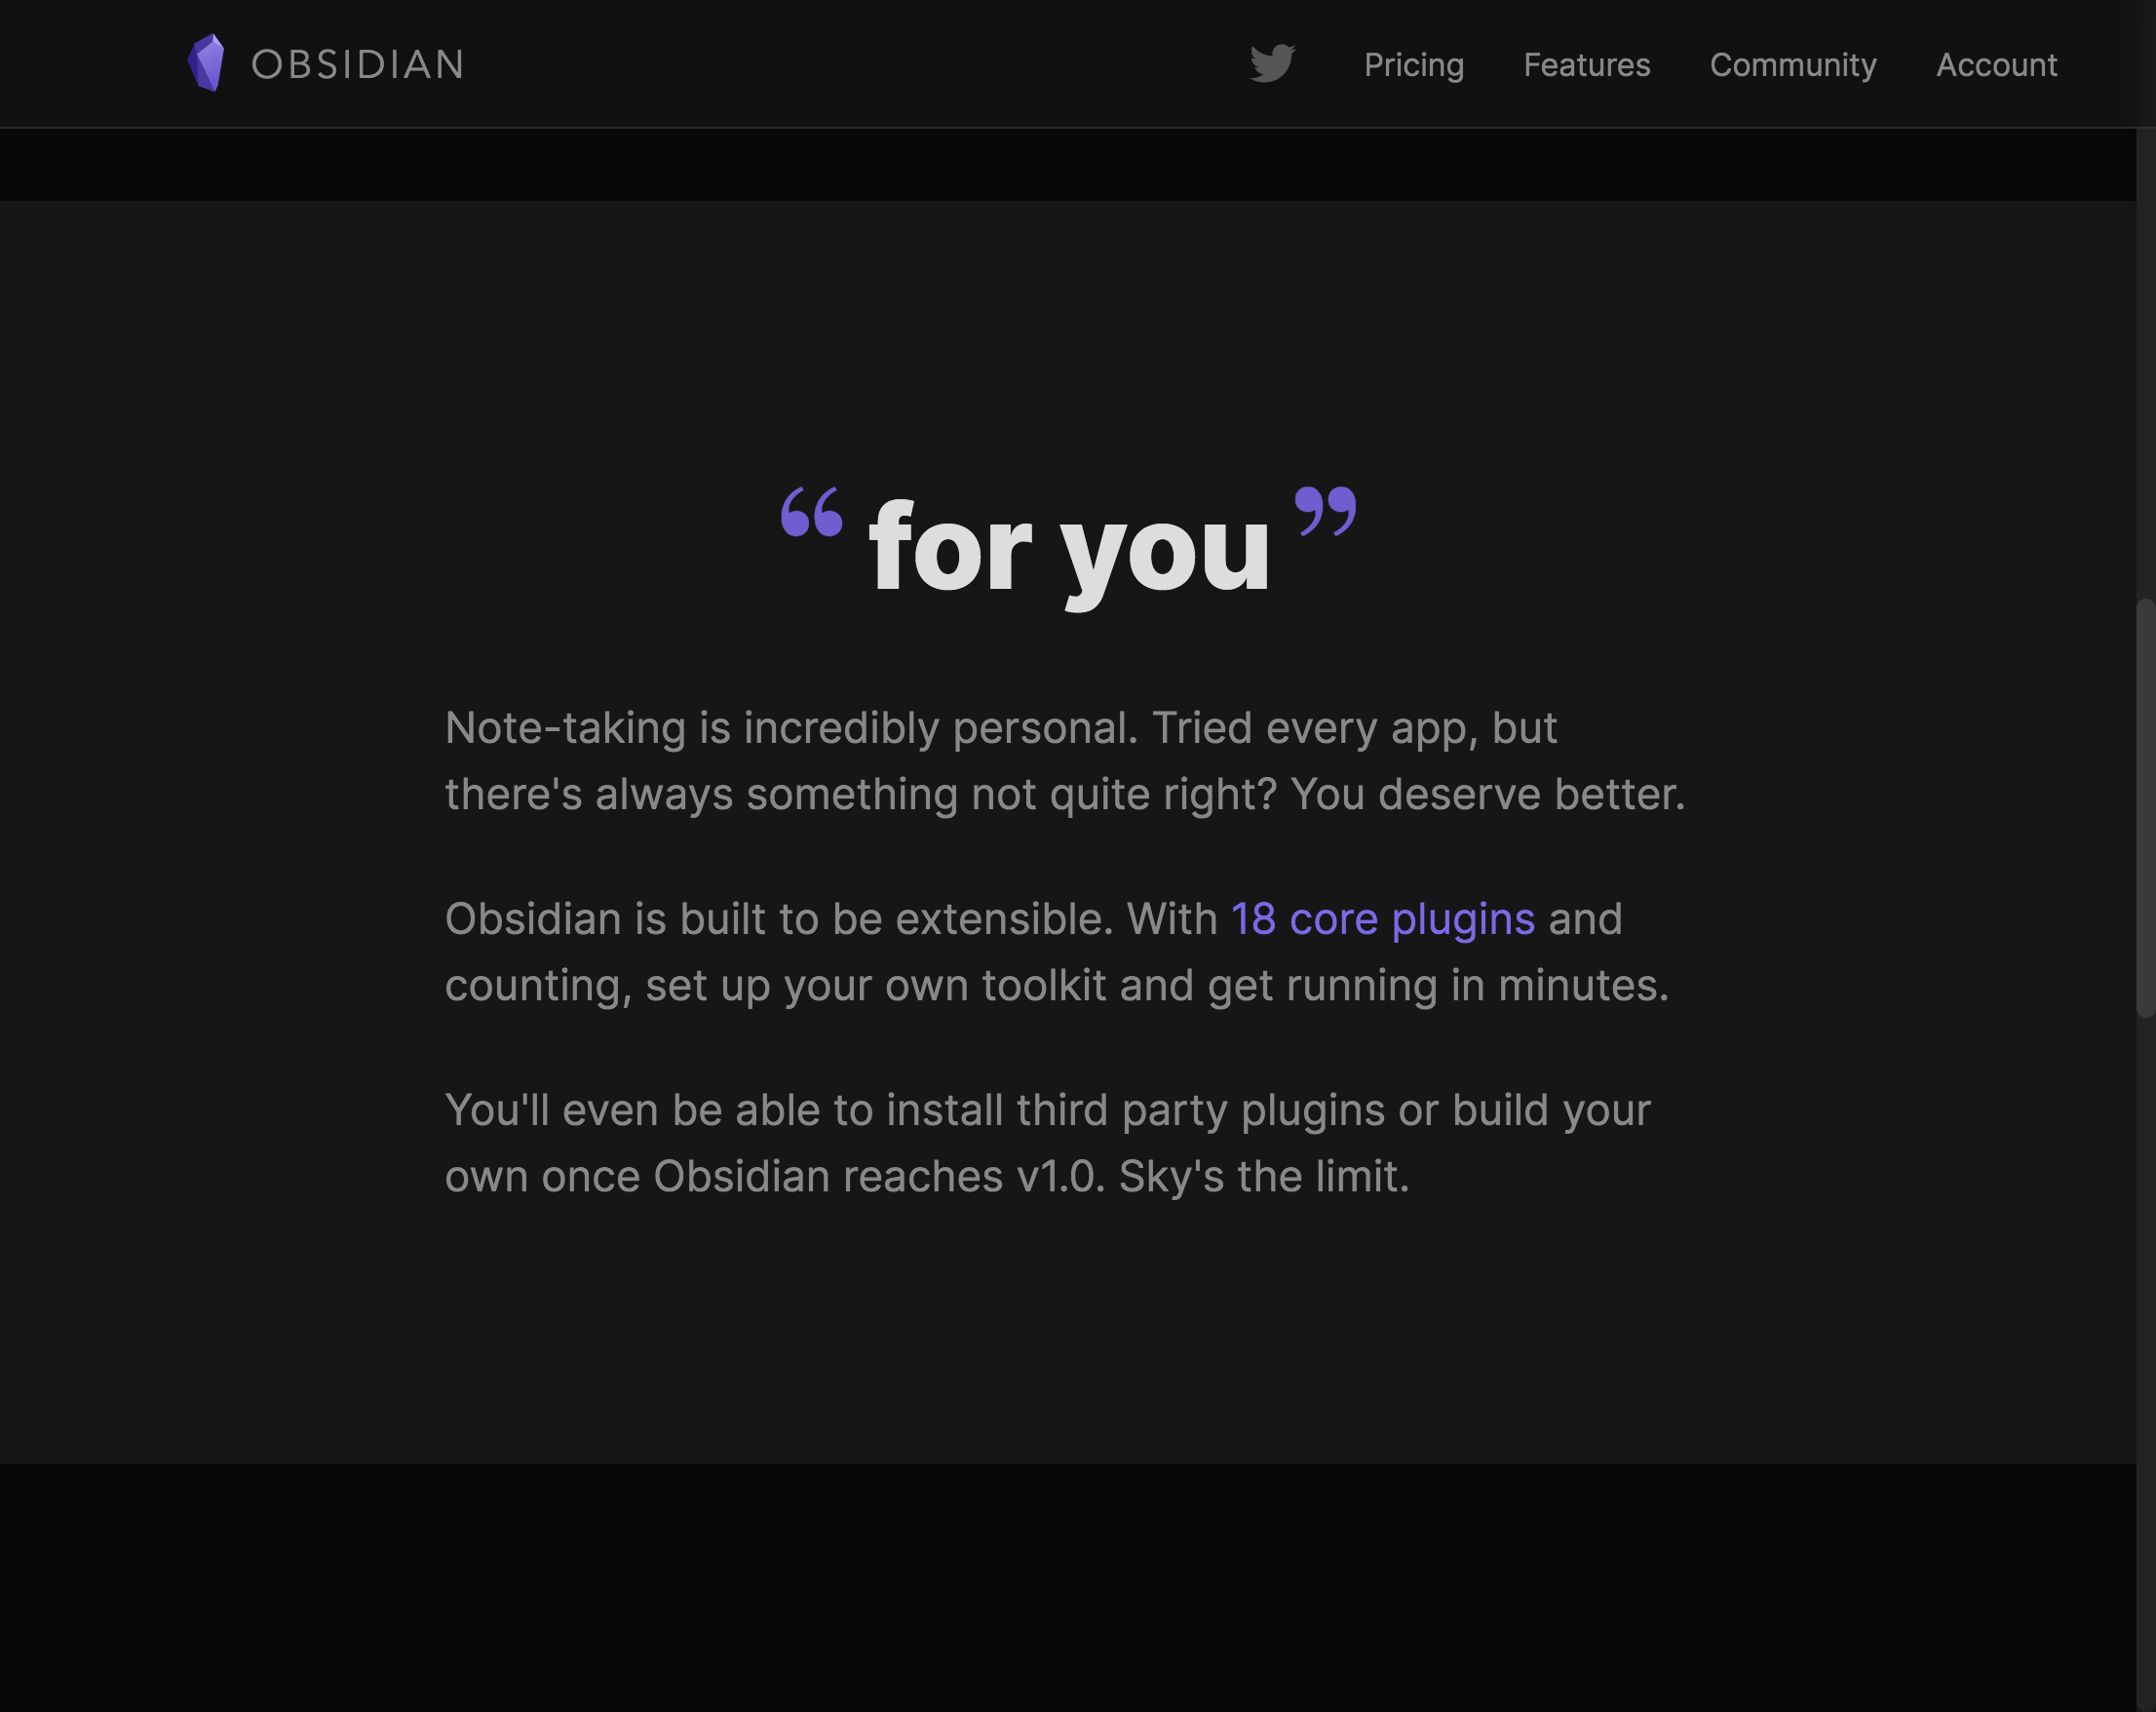 OBSIDIAN
Pricing
Features
Community
Account
“for you”
Note-taking is incredibly personal. Tried every app, but
there's always something not quite right? You deserve better.
Obsidian is built to be extensible. With 18 core plugins and
counting, set up your own toolkit and get running in minutes.
You'll even be able to install third party plugins or build your
own once Obsidian reaches v1.0. Sky's the limit.